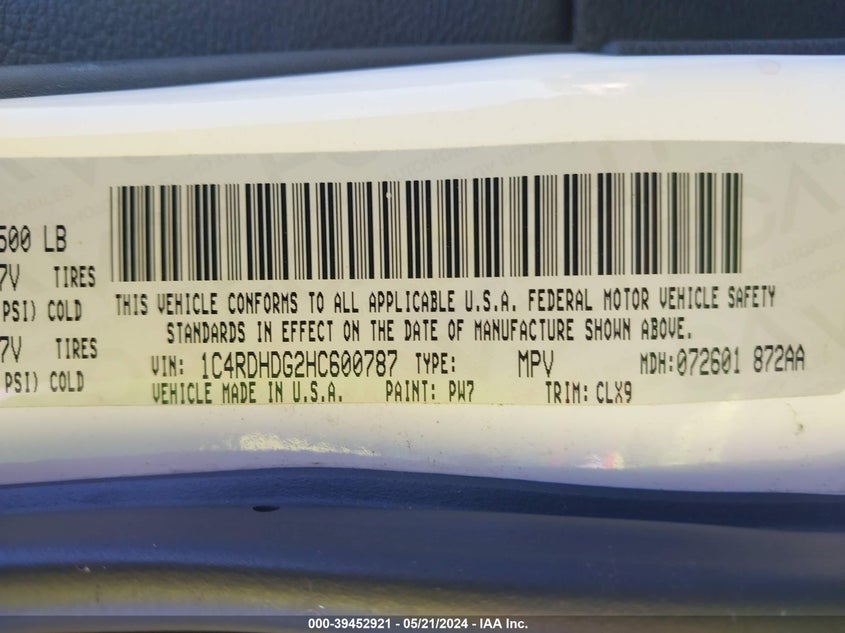 500 LB
7V TIRES
PSI) COLD
7V TIRES
PSI) COLD
THIS VEHICLE CONFORMS TO ALL APPLICABLE U.S.A. FEDERAL MOTOR VEHICLE SAFETY
STANDARDS IN EFFECT ON THE DATE OF MANUFACTURE SHOWN ABOVE.
VIN: 1C4RDHDG2HC600787 TYPE: MPV MDH:072601 872AA
VEHICLE MADE IN U.S.A. PAINT: PW7 TRIM: CLX9
000-39452921 - 05/21/2024 - IAA Inc.